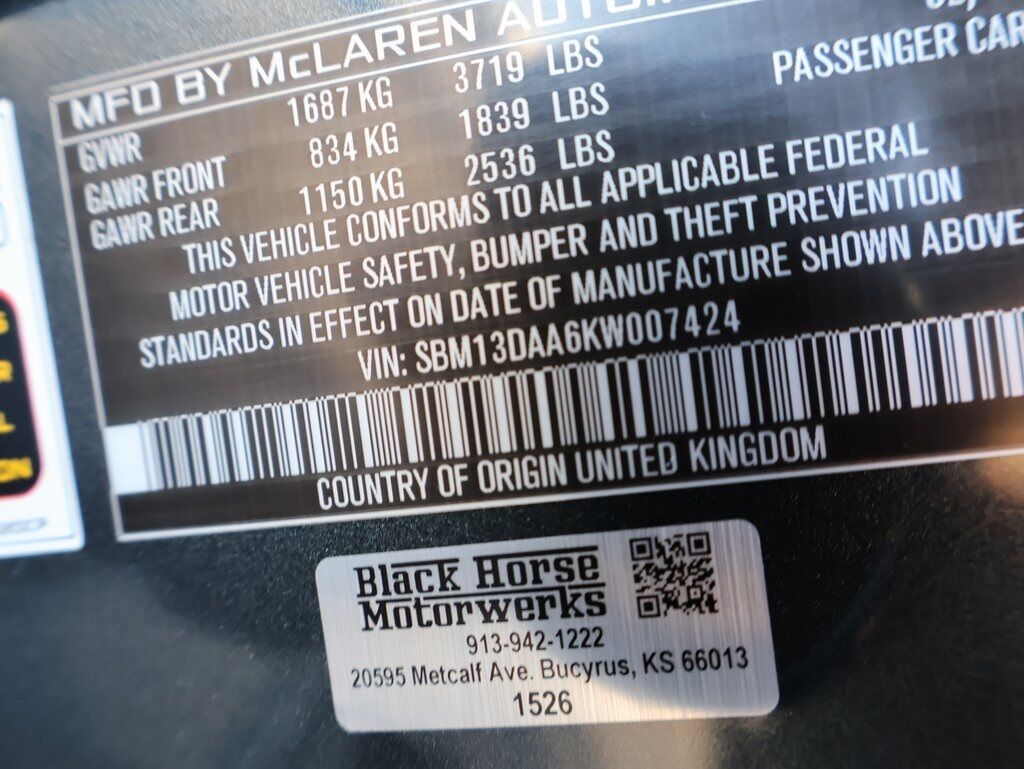 MFD BY McLAREN
GVWR 1687 KG 3719 LBS
GAWR FRONT 834 KG 1839 LBS PASSENGER CAR
GAWR REAR 1150 KG 2536 LBS
THIS VEHICLE CONFORMS TO ALL APPLICABLE FEDERAL
MOTOR VEHICLE SAFETY, BUMPER AND THEFT PREVENTION
STANDARDS IN EFFECT ON DATE OF MANUFACTURE SHOWN ABOVE
VIN: SBM13DAA6KW007424
COUNTRY OF ORIGIN UNITED KINGDOM
Black Horse
Motorwerks
913-942-1222
20595 Metcalf Ave. Bucyrus, KS 66013
1526